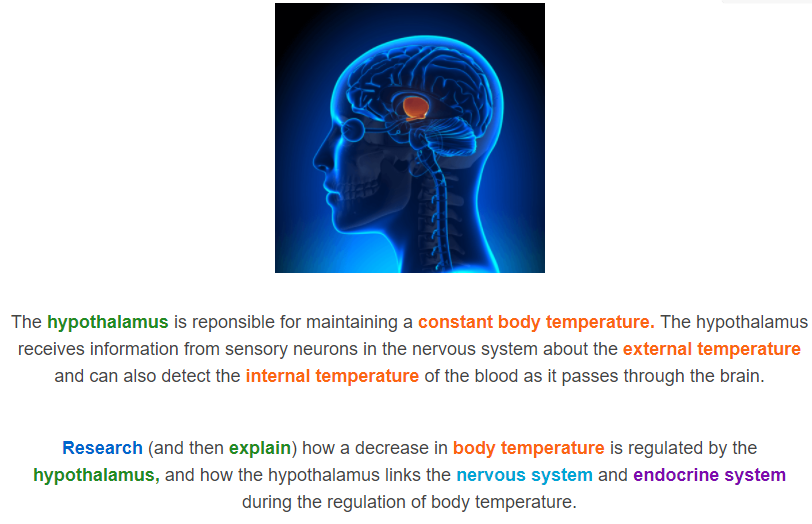 The hypothalamus is reponsible for maintaining a constant body temperature. The hypothalamus
receives information from sensory neurons in the nervous system about the external temperature
and can also detect the internal temperature of the blood as it passes through the brain.
Research (and then explain) how a decrease in body temperature is regulated by the
hypothalamus, and how the hypothalamus links the nervous system and endocrine system
during the regulation of body temperature.